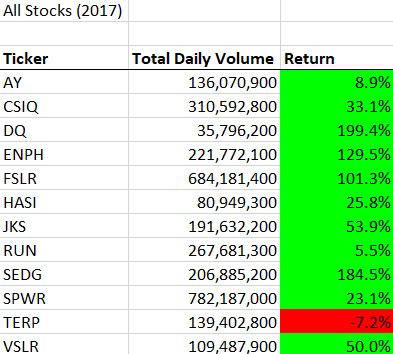 All Stocks (2017)
Ticker Total Daily Volume Return
AY 136,070,900 8.9%
CSIQ 310,592,800 33.1%
DQ 35,796,200 199.4%
ENPH 221,772,100 129.5%
FSLR 684,181,400 101.3%
HASI 80,949,300 25.8%
JKS 191,632,200 53.9%
RUN 267,681,300 5.5%
SEDG 206,885,200 184.5%
SPWR 782,187,000 23.1%
TERP 139,402,800 -7.2%
VSLR 109,487,900 50.0%